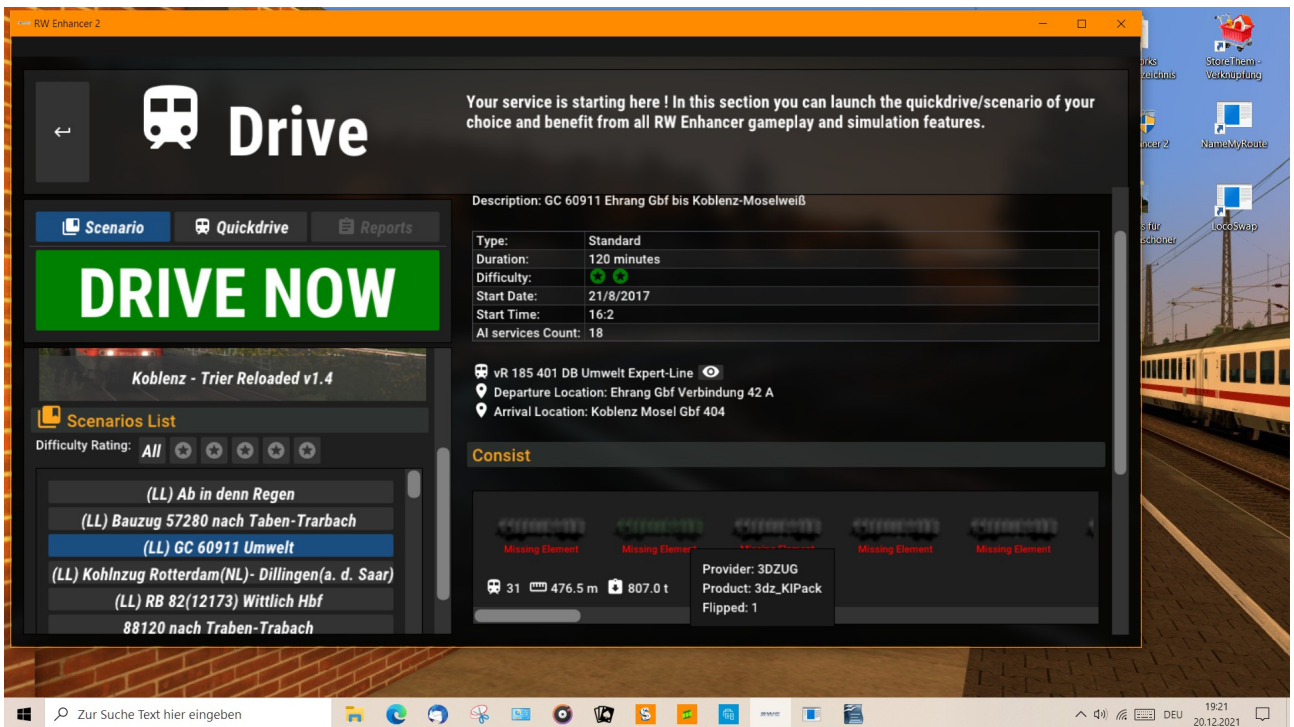 RW Enhancer 2
Drive
Your service is starting here ! In this section you can launch the quickdrive/scenario of your
choice and benefit from all RW Enhancer gameplay and simulation features.
Scenario
Quickdrive
Reports
DRIVE NOW
Koblenz - Trier Reloaded v1.4
Scenarios List
Difficulty Rating: All
(LL) Ab in denn Regen
(LL) Bauzug 57280 nach Taben-Trarbach
(LL) GC 60911 Umwelt
(LL) Kohlnzug Rotterdam(NL)- Dillingen(a. d. Saar)
(LL) RB 82(12173) Wittlich Hbf
88120 nach Traben-Trabach
Description: GC 60911 Ehrang Gbf bis Koblenz-Moselweiß
Type: Standard
Duration: 120 minutes
Difficulty:
Start Date: 21/8/2017
Start Time: 16:2
AI services Count: 18
vR 185 401 DB Umwelt Expert-Line
Departure Location: Ehrang Gbf Verbindung 42 A
Arrival Location: Koblenz Mosel Gbf 404
Consist
Missing Element Missing Element Missing Element Missing Element Missing Element
31 476.5 m 807.0 t
Provider: 3DZUG
Product: 3dz_KIPack
Flipped: 1
StoreThem -
Verknüpfung
NameMyRoute
LocoSwap
Zur Suche Text hier eingeben
DEU
19:21
20.12.2021